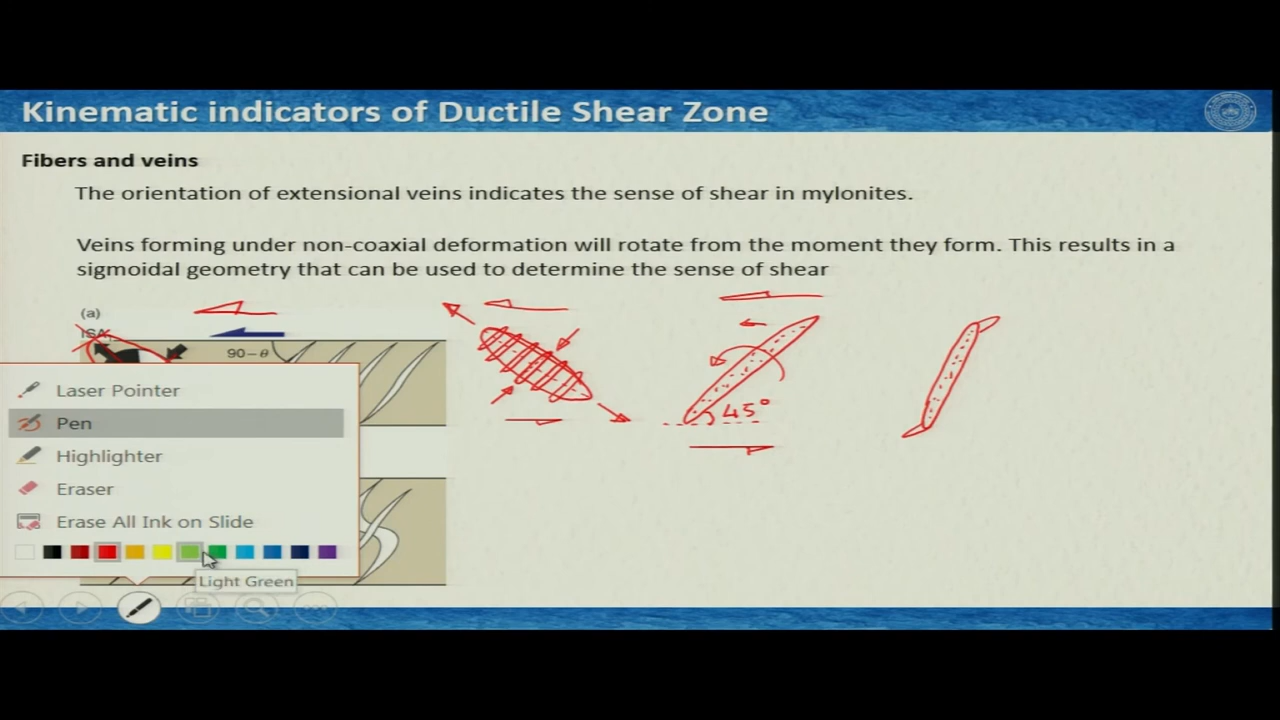 Kinematic indicators of Ductile Shear Zone
Fibers and veins
The orientation of extensional veins indicates the sense of shear in mylonites.
Veins forming under non-coaxial deformation will rotate from the moment they form. This results in a
sigmoidal geometry that can be used to determine the sense of shear
(a)
ISA₁
90–θ
45°
Laser Pointer
Pen
Highlighter
Eraser
Erase All Ink on Slide
Light Green